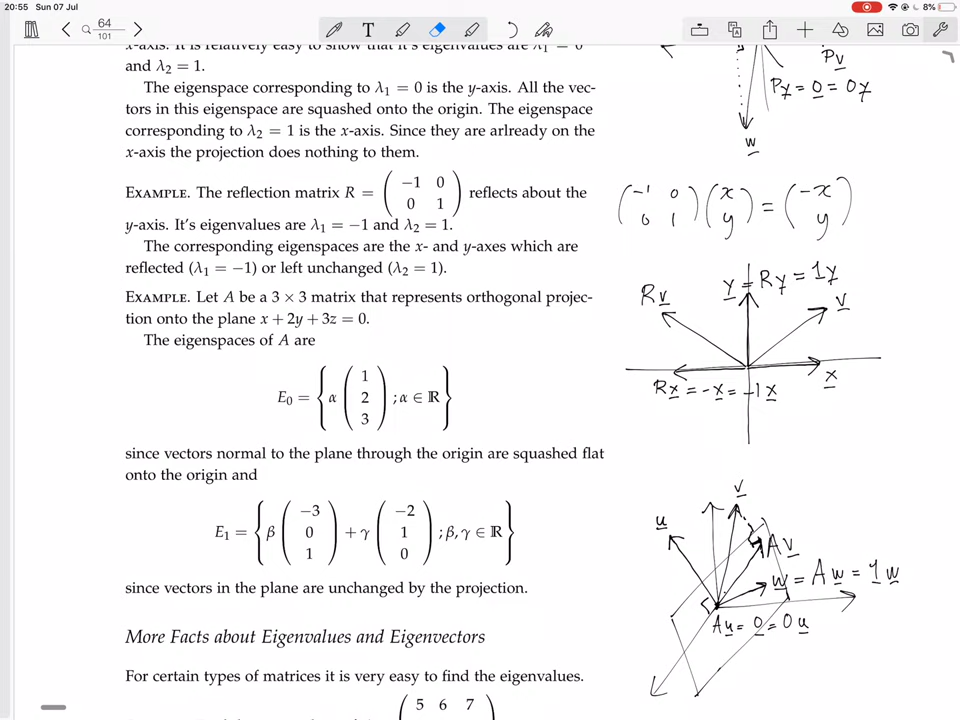 20:55 Sun 07 Jul
8%
64
101
T
x-axis. It is relatively easy to show that it's eigenvalues are λ₁ = 0
and λ₂ = 1.
The eigenspace corresponding to λ₁ = 0 is the y-axis. All the vec-
tors in this eigenspace are squashed onto the origin. The eigenspace
corresponding to λ₂ = 1 is the x-axis. Since they are arlready on the
x-axis the projection does nothing to them.
EXAMPLE. The reflection matrix R = ( −1 0 ; 0 1 ) reflects about the
y-axis. It's eigenvalues are λ₁ = −1 and λ₂ = 1.
The corresponding eigenspaces are the x- and y-axes which are
reflected (λ₁ = −1) or left unchanged (λ₂ = 1).
EXAMPLE. Let A be a 3 × 3 matrix that represents orthogonal projec-
tion onto the plane x + 2y + 3z = 0.
The eigenspaces of A are
E₀ = { α ( 1 2 3 ) ; α ∈ ℝ }
since vectors normal to the plane through the origin are squashed flat
onto the origin and
E₁ = { β ( −3 0 1 ) + γ ( −2 1 0 ) ; β, γ ∈ ℝ }
since vectors in the plane are unchanged by the projection.
More Facts about Eigenvalues and Eigenvectors
For certain types of matrices it is very easy to find the eigenvalues.
5 6 7
Pv
Py = 0 = 0y
w
( -1 0 ; 0 1 ) ( x ; y ) = ( -x ; y )
y = Ry = 1y
Rv
v
x
Rx = -x = -1x
v
u
Av
w = Aw = 1w
Au = 0 = 0u